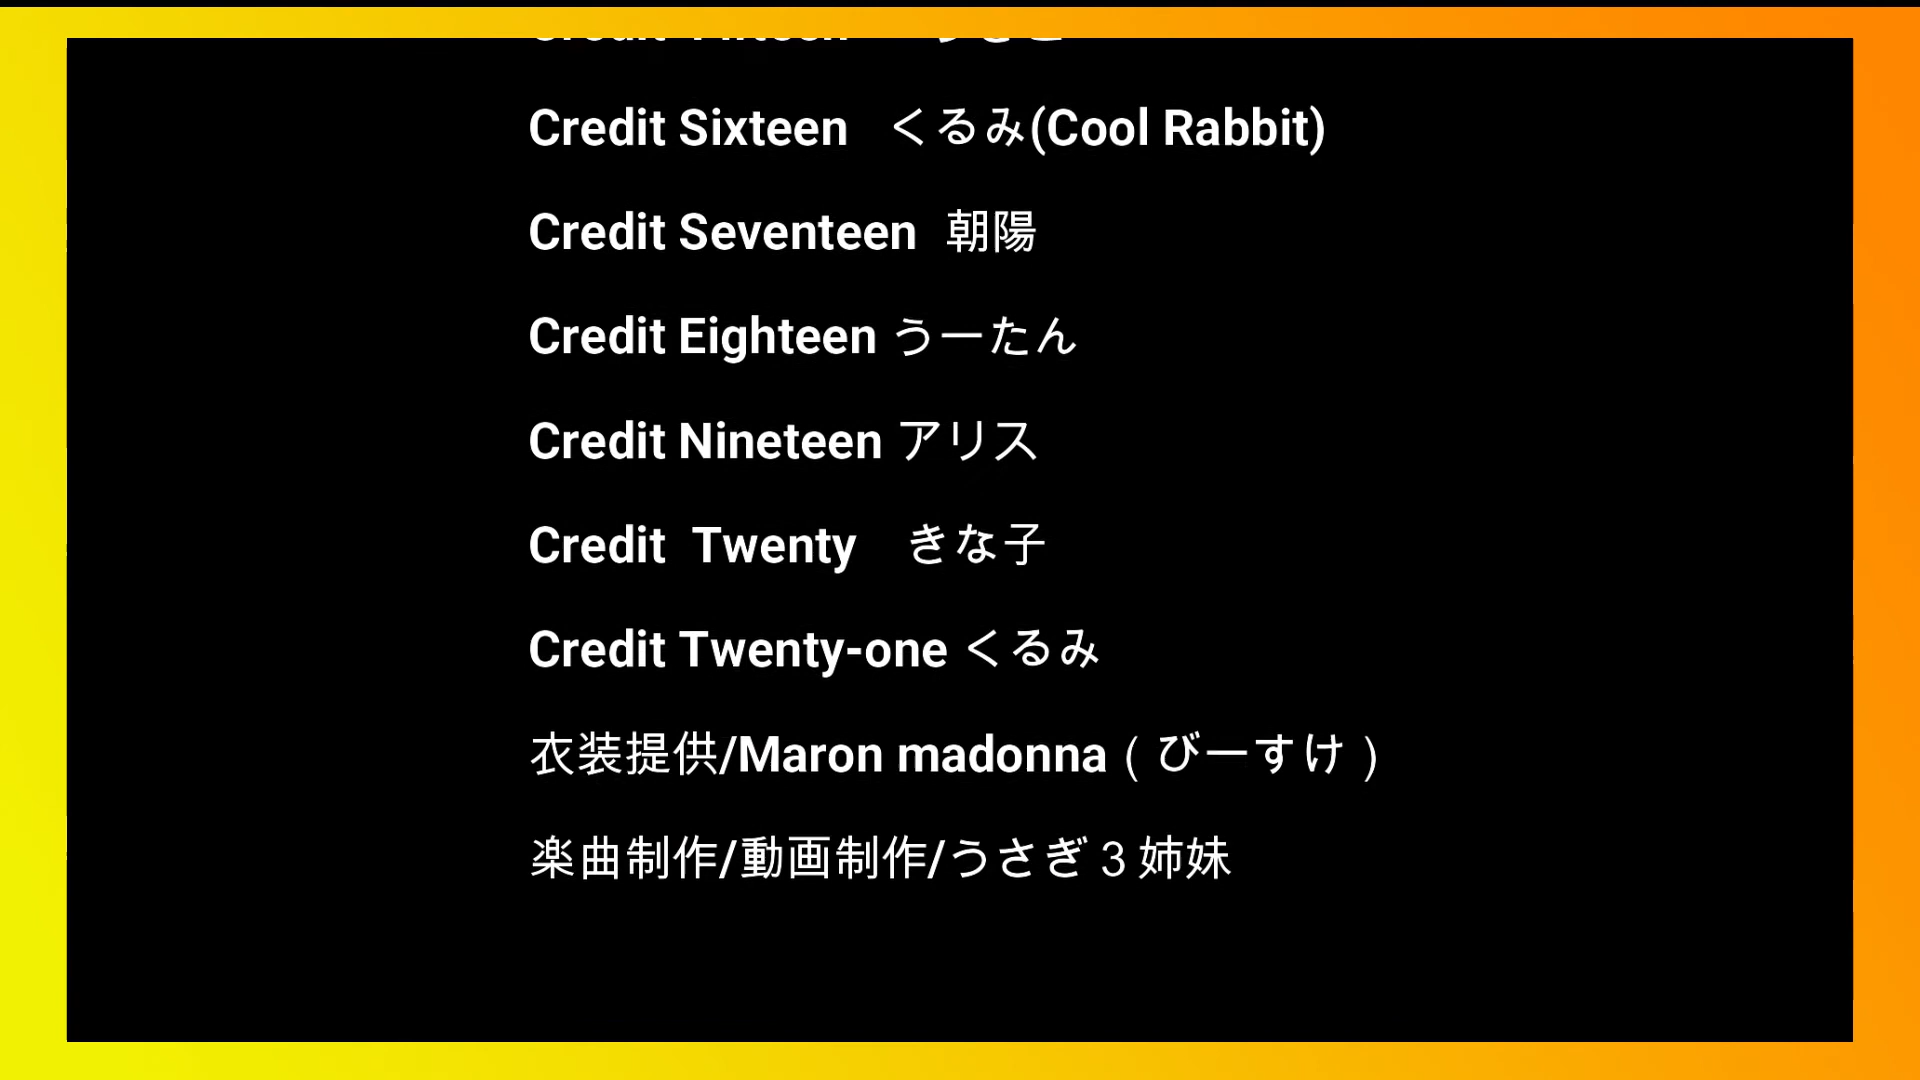 Credit Sixteen くるみ(Cool Rabbit)
Credit Seventeen 朝陽
Credit Eighteen うーたん
Credit Nineteen アリス
Credit Twenty きな子
Credit Twenty-one くるみ
衣装提供/Maron madonna（びーすけ）
楽曲制作/動画制作/うさぎ3姉妹